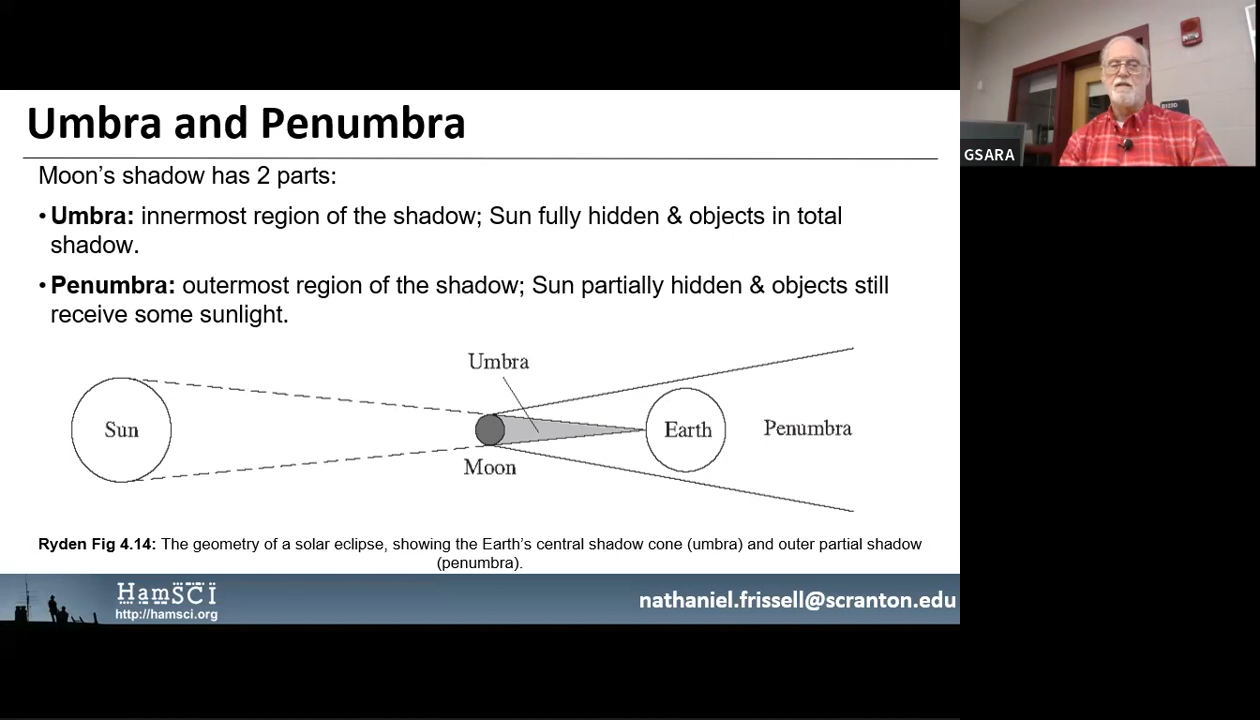 Umbra and Penumbra
Moon’s shadow has 2 parts:
• Umbra: innermost region of the shadow; Sun fully hidden & objects in total
shadow.
• Penumbra: outermost region of the shadow; Sun partially hidden & objects still
receive some sunlight.
Umbra
Sun
Earth
Penumbra
Moon
Ryden Fig 4.14: The geometry of a solar eclipse, showing the Earth’s central shadow cone (umbra) and outer partial shadow
(penumbra).
HamSCI
http://hamsci.org
nathaniel.frissell@scranton.edu
GSARA